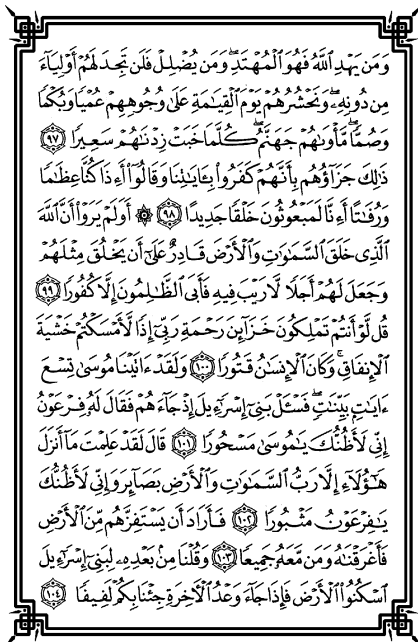 وَمَن يَهْدِ ٱللَّهُ فَهُوَ ٱلْمُهْتَدِ ۖ وَمَن يُضْلِلْ فَلَن تَجِدَ لَهُمْ أَوْلِيَآءَ
مِن دُونِهِۦ ۖ وَنَحْشُرُهُمْ يَوْمَ ٱلْقِيَـٰمَةِ عَلَىٰ وُجُوهِهِمْ عُمْيًا وَبُكْمًا
وَصُمًّا ۖ مَّأْوَىٰهُمْ جَهَنَّمُ ۖ كُلَّمَا خَبَتْ زِدْنَـٰهُمْ سَعِيرًا ۝٩٧
ذَٰلِكَ جَزَآؤُهُم بِأَنَّهُمْ كَفَرُوا۟ بِـَٔايَـٰتِنَا وَقَالُوٓا۟ أَءِذَا كُنَّا عِظَـٰمًا
وَرُفَـٰتًا أَءِنَّا لَمَبْعُوثُونَ خَلْقًا جَدِيدًا ۝٩٨ ۞ أَوَلَمْ يَرَوْا۟ أَنَّ ٱللَّهَ
ٱلَّذِى خَلَقَ ٱلسَّمَـٰوَٰتِ وَٱلْأَرْضَ قَادِرٌ عَلَىٰٓ أَن يَخْلُقَ مِثْلَهُمْ
وَجَعَلَ لَهُمْ أَجَلًا لَّا رَيْبَ فِيهِ فَأَبَى ٱلظَّـٰلِمُونَ إِلَّا كُفُورًا ۝٩٩
قُل لَّوْ أَنتُمْ تَمْلِكُونَ خَزَآئِنَ رَحْمَةِ رَبِّىٓ إِذًا لَّأَمْسَكْتُمْ خَشْيَةَ
ٱلْإِنفَاقِ ۚ وَكَانَ ٱلْإِنسَـٰنُ قَتُورًا ۝١٠٠ وَلَقَدْ ءَاتَيْنَا مُوسَىٰ تِسْعَ
ءَايَـٰتٍۭ بَيِّنَـٰتٍ ۖ فَسْـَٔلْ بَنِىٓ إِسْرَٰٓءِيلَ إِذْ جَآءَهُمْ فَقَالَ لَهُۥ فِرْعَوْنُ
إِنِّى لَأَظُنُّكَ يَـٰمُوسَىٰ مَسْحُورًا ۝١٠١ قَالَ لَقَدْ عَلِمْتَ مَآ أَنزَلَ
هَـٰٓؤُلَآءِ إِلَّا رَبُّ ٱلسَّمَـٰوَٰتِ وَٱلْأَرْضِ بَصَآئِرَ وَإِنِّى لَأَظُنُّكَ
يَـٰفِرْعَوْنُ مَثْبُورًا ۝١٠٢ فَأَرَادَ أَن يَسْتَفِزَّهُم مِّنَ ٱلْأَرْضِ
فَأَغْرَقْنَـٰهُ وَمَن مَّعَهُۥ جَمِيعًا ۝١٠٣ وَقُلْنَا مِنۢ بَعْدِهِۦ لِبَنِىٓ إِسْرَٰٓءِيلَ
ٱسْكُنُوا۟ ٱلْأَرْضَ فَإِذَا جَآءَ وَعْدُ ٱلْـَٔاخِرَةِ جِئْنَا بِكُمْ لَفِيفًا ۝١٠٤